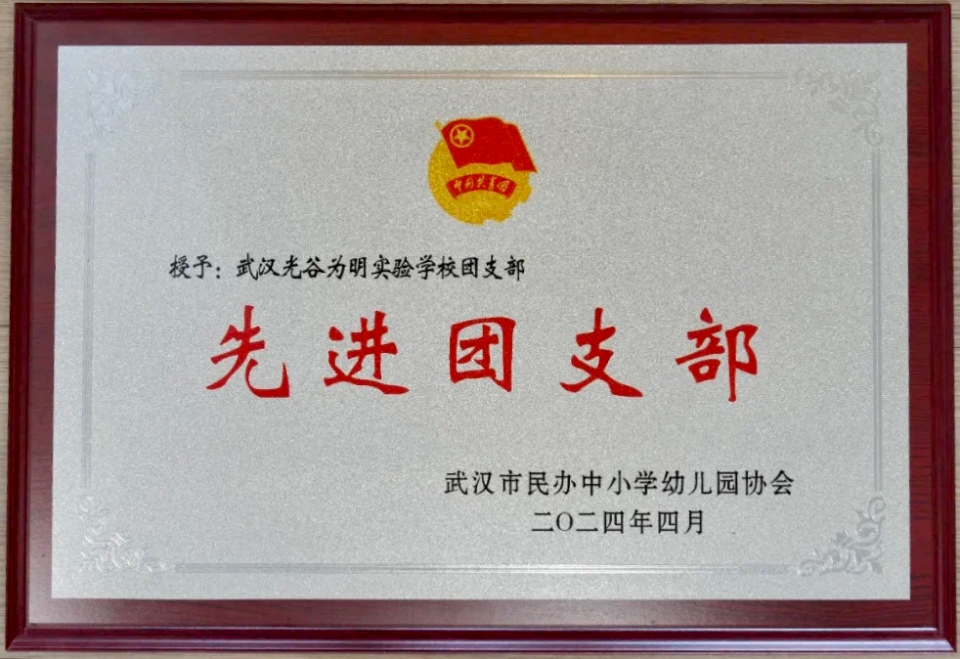 中国共青团
授予：武汉光谷为明实验学校团支部
先进团支部
武汉市民办中小学幼儿园协会
二〇二四年四月